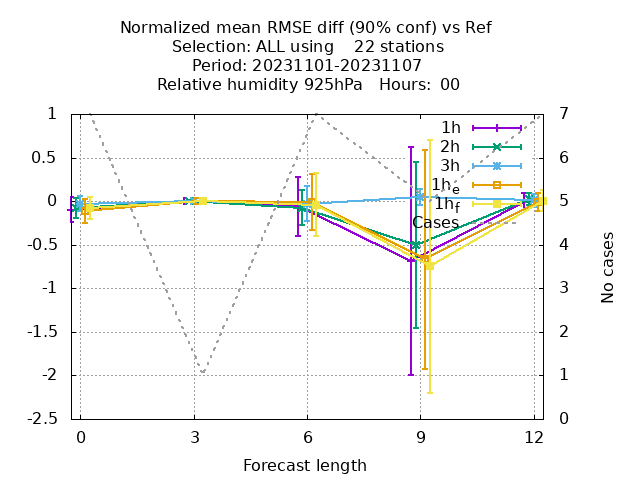 Normalized mean RMSE diff (90% conf) vs Ref
Selection: ALL using    22 stations
Period: 20231101-20231107
Relative humidity 925hPa   Hours:  00
1
0.5
0
-0.5
-1
-1.5
-2
-2.5
7
6
5
4
3
2
1
0
1h
2h
3h
1h_e
1h_f
Cases
No cases
0
3
6
9
12
Forecast length